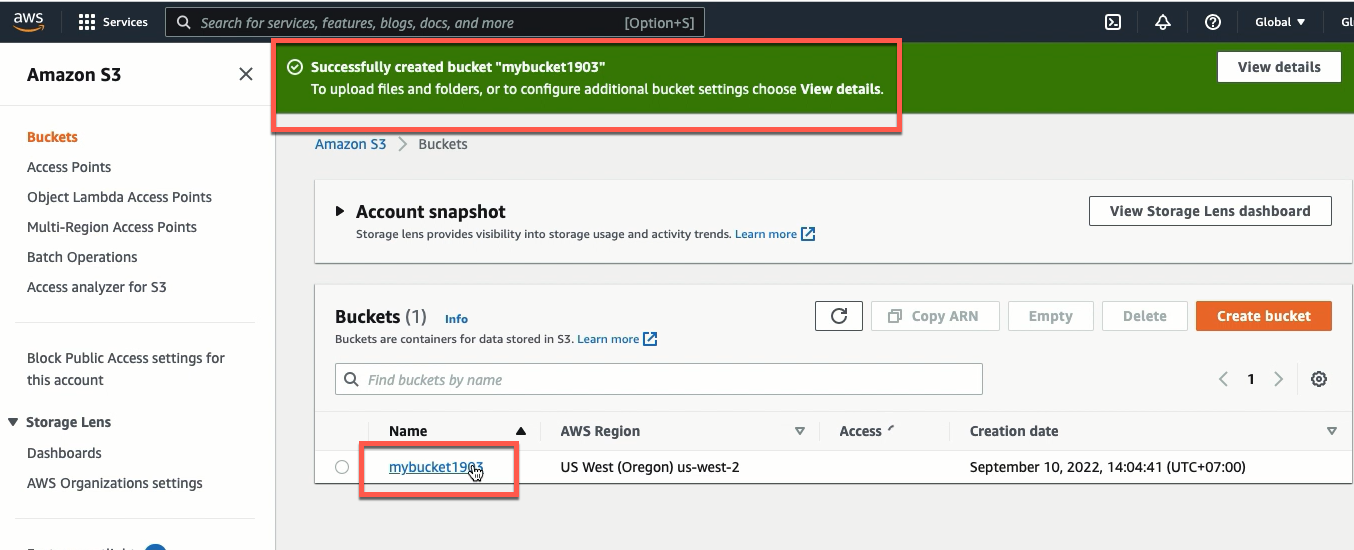 aws
Services
Search for services, features, blogs, docs, and more
[Option+S]
Global
Amazon S3
Successfully created bucket "mybucket1903"
To upload files and folders, or to configure additional bucket settings choose View details.
View details
Buckets
Access Points
Object Lambda Access Points
Multi-Region Access Points
Batch Operations
Access analyzer for S3
Block Public Access settings for
this account
Storage Lens
Dashboards
AWS Organizations settings
Amazon S3
Buckets
Account snapshot
Storage lens provides visibility into storage usage and activity trends. Learn more
View Storage Lens dashboard
Buckets (1)
Info
Buckets are containers for data stored in S3. Learn more
Copy ARN
Empty
Delete
Create bucket
Find buckets by name
1
Name
AWS Region
Access
Creation date
mybucket1903
US West (Oregon) us-west-2
September 10, 2022, 14:04:41 (UTC+07:00)